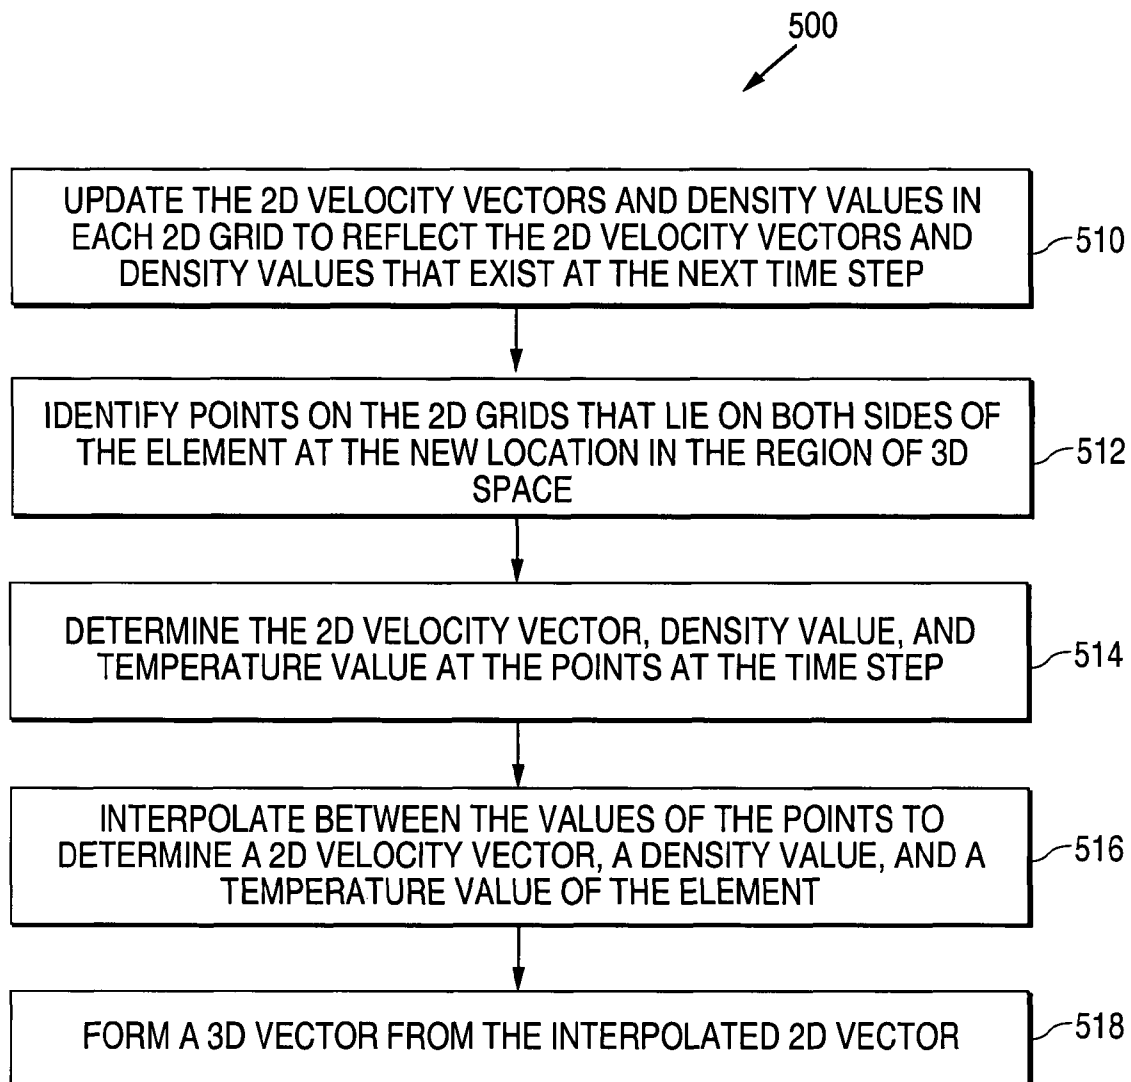 500
UPDATE THE 2D VELOCITY VECTORS AND DENSITY VALUES IN
EACH 2D GRID TO REFLECT THE 2D VELOCITY VECTORS AND
DENSITY VALUES THAT EXIST AT THE NEXT TIME STEP
510
IDENTIFY POINTS ON THE 2D GRIDS THAT LIE ON BOTH SIDES OF
THE ELEMENT AT THE NEW LOCATION IN THE REGION OF 3D
SPACE
512
DETERMINE THE 2D VELOCITY VECTOR, DENSITY VALUE, AND
TEMPERATURE VALUE AT THE POINTS AT THE TIME STEP
514
INTERPOLATE BETWEEN THE VALUES OF THE POINTS TO
DETERMINE A 2D VELOCITY VECTOR, A DENSITY VALUE, AND A
TEMPERATURE VALUE OF THE ELEMENT
516
FORM A 3D VECTOR FROM THE INTERPOLATED 2D VECTOR
518